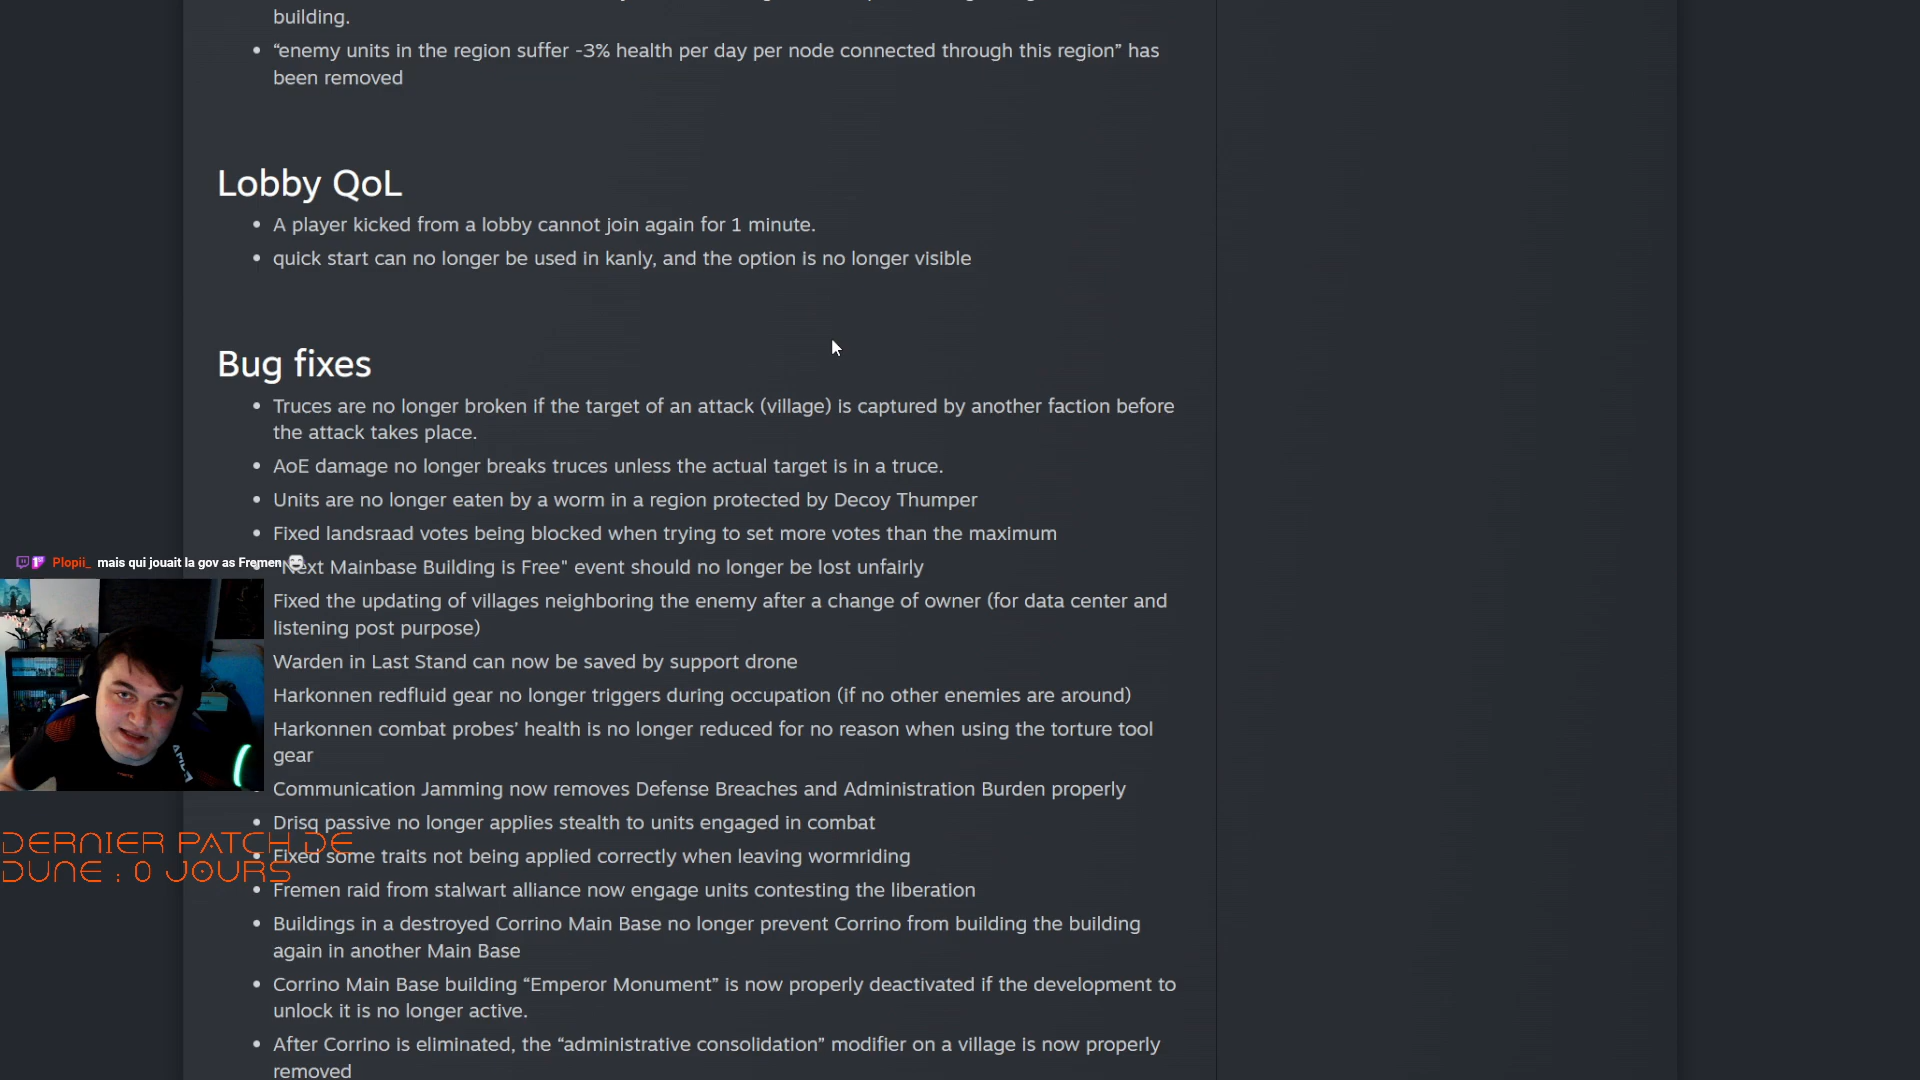 building.
• “enemy units in the region suffer -3% health per day per node connected through this region” has
been removed
Lobby QoL
• A player kicked from a lobby cannot join again for 1 minute.
• quick start can no longer be used in kanly, and the option is no longer visible
Bug fixes
• Truces are no longer broken if the target of an attack (village) is captured by another faction before
the attack takes place.
• AoE damage no longer breaks truces unless the actual target is in a truce.
• Units are no longer eaten by a worm in a region protected by Decoy Thumper
• Fixed landsraad votes being blocked when trying to set more votes than the maximum
Plopii_ mais qui jouait la gov as Fremen
Next Mainbase Building is Free" event should no longer be lost unfairly
Fixed the updating of villages neighboring the enemy after a change of owner (for data center and
listening post purpose)
Warden in Last Stand can now be saved by support drone
Harkonnen redfluid gear no longer triggers during occupation (if no other enemies are around)
Harkonnen combat probes’ health is no longer reduced for no reason when using the torture tool
gear
• Communication Jamming now removes Defense Breaches and Administration Burden properly
• Drisq passive no longer applies stealth to units engaged in combat
DERNIER PATCH DE
DUNE : 0 JOURS
• Fixed some traits not being applied correctly when leaving wormriding
• Fremen raid from stalwart alliance now engage units contesting the liberation
• Buildings in a destroyed Corrino Main Base no longer prevent Corrino from building the building
again in another Main Base
• Corrino Main Base building “Emperor Monument” is now properly deactivated if the development to
unlock it is no longer active.
• After Corrino is eliminated, the “administrative consolidation” modifier on a village is now properly
removed